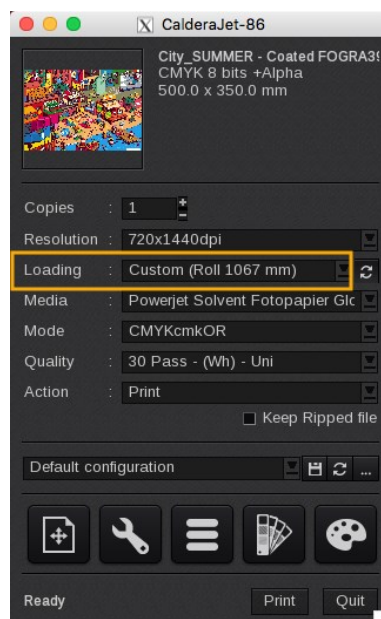 CalderaJet-86
City_SUMMER - Coated FOGRA39
CMYK 8 bits +Alpha
500.0 x 350.0 mm
Copies : 1
Resolution : 720x1440dpi
Loading : Custom (Roll 1067 mm)
Media : Powerjet Solvent Fotopapier Glc
Mode : CMYKcmkOR
Quality : 30 Pass - (Wh) - Uni
Action : Print
Keep Ripped file
Default configuration
...
Ready Print Quit